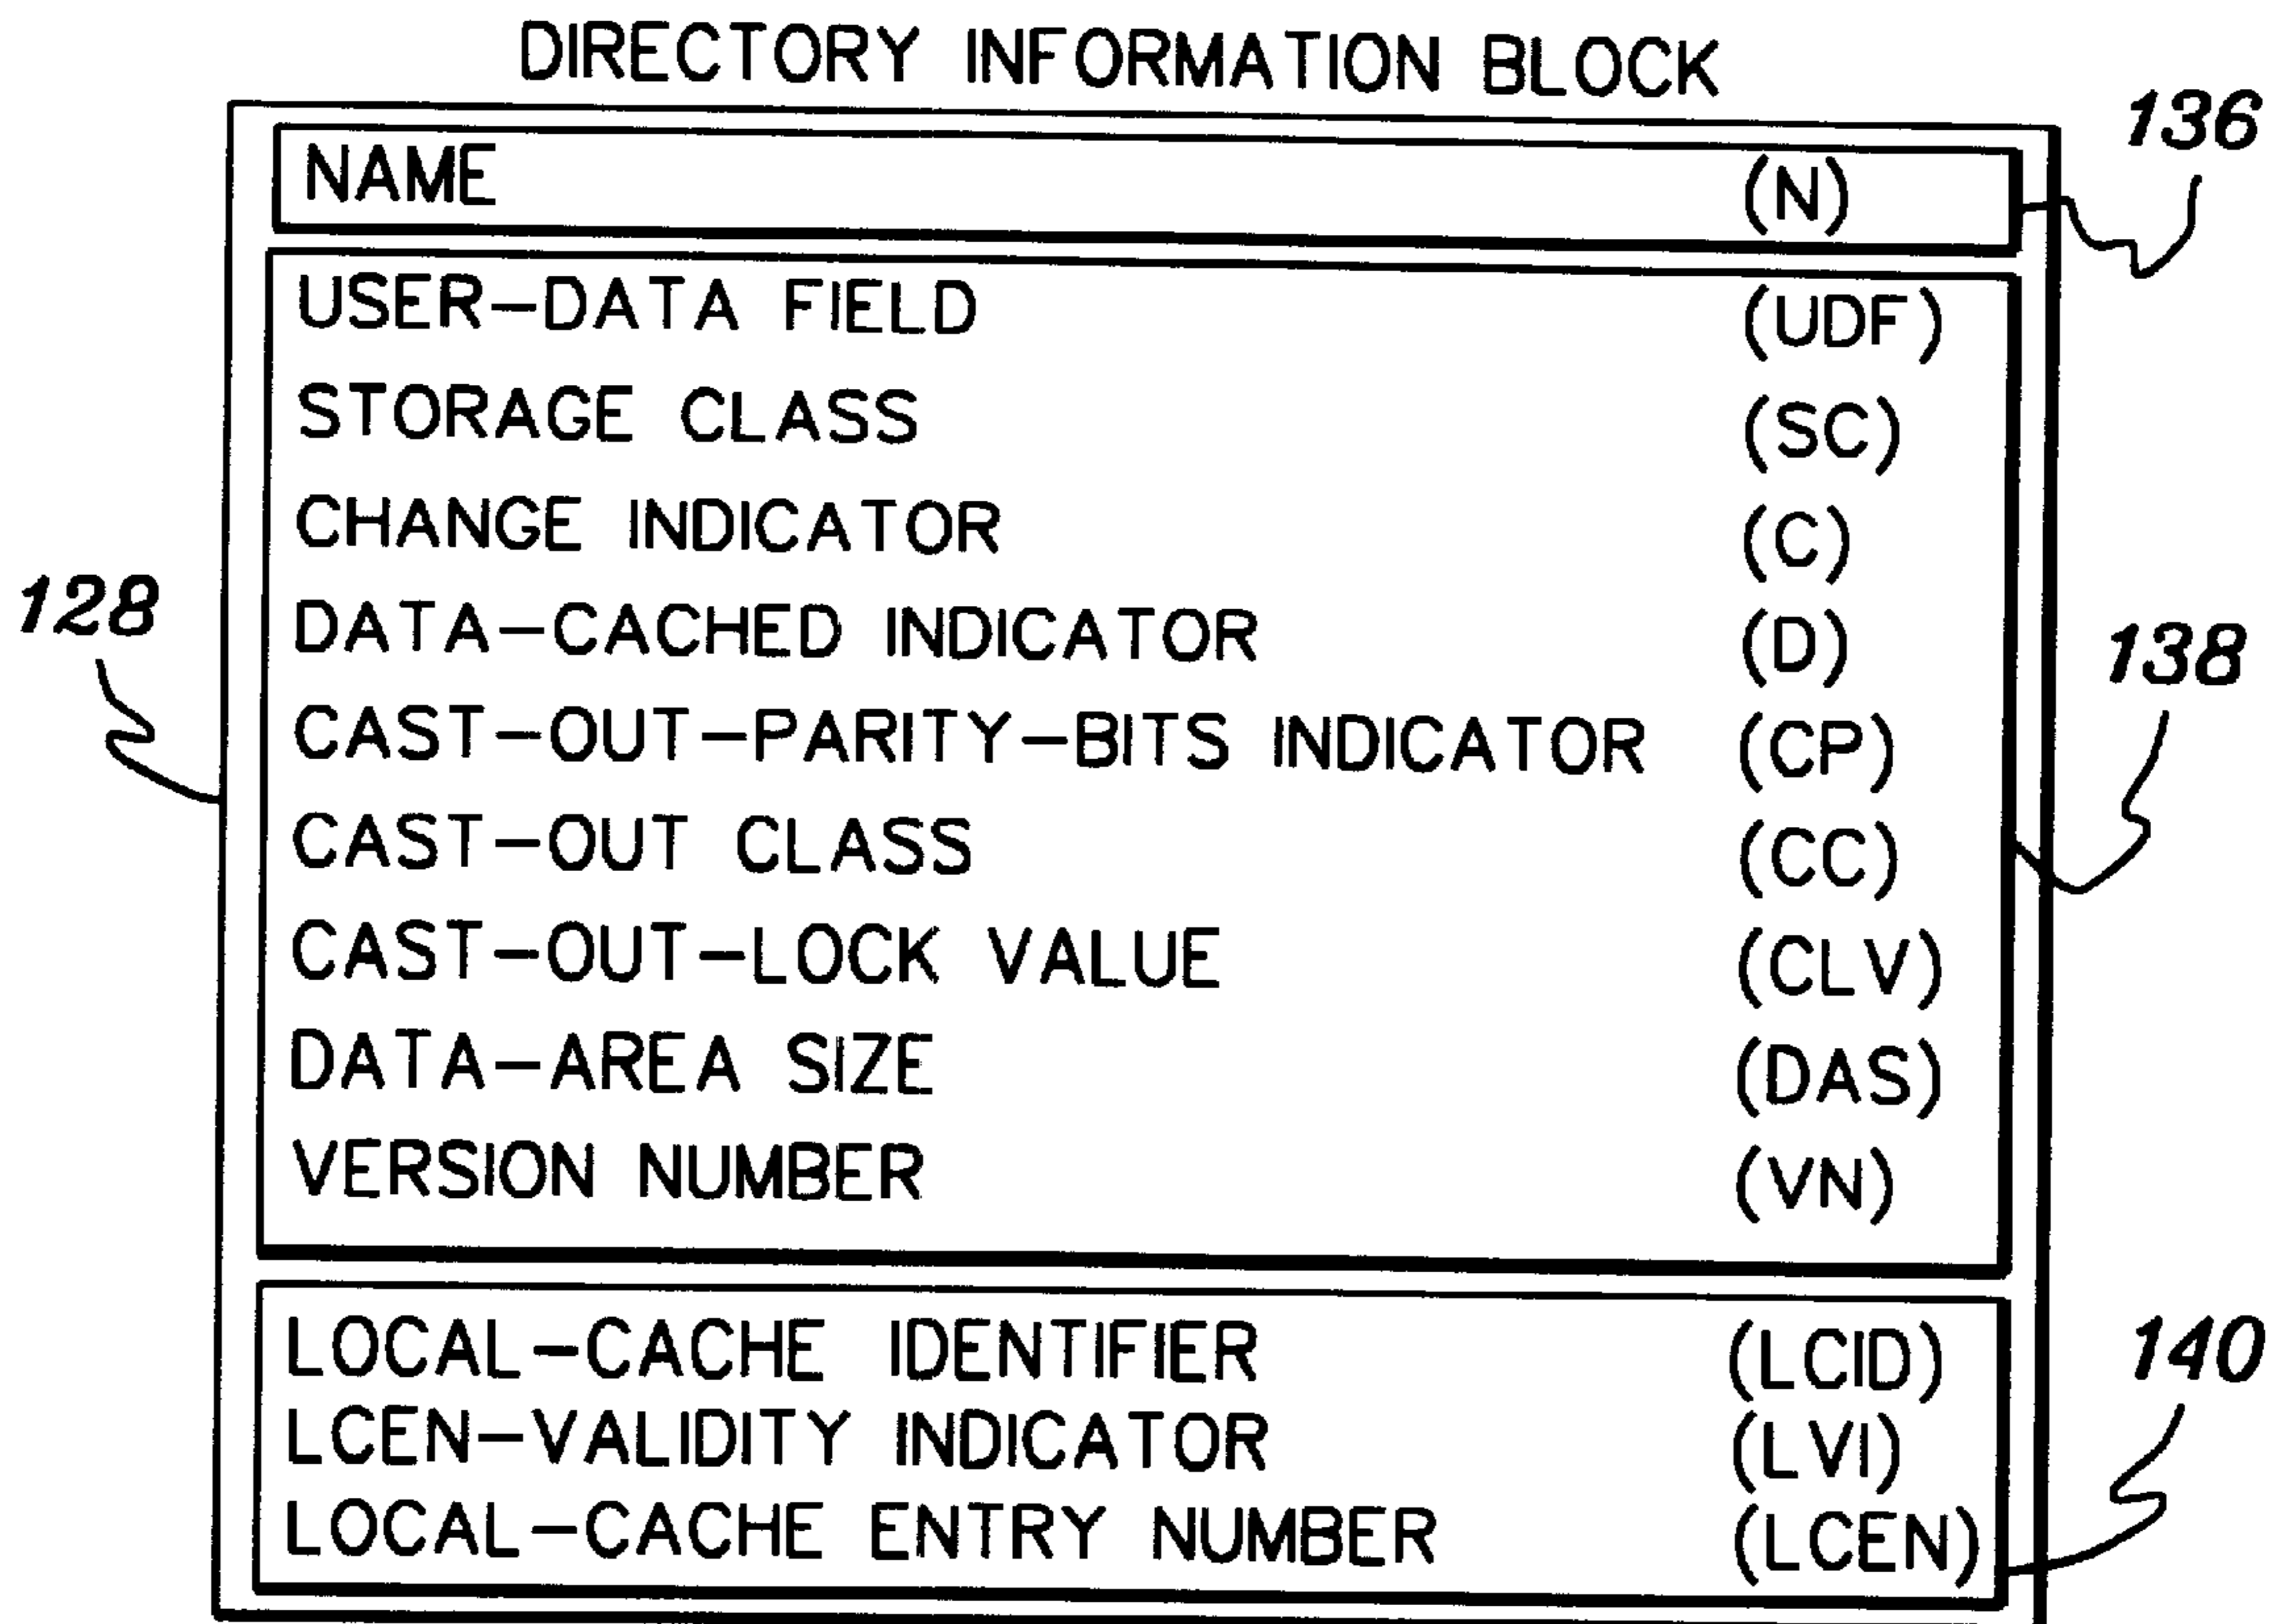 DIRECTORY INFORMATION BLOCK
136
NAME (N)
USER-DATA FIELD (UDF)
STORAGE CLASS (SC)
CHANGE INDICATOR (C)
128
DATA-CACHED INDICATOR (D)
138
CAST-OUT-PARITY-BITS INDICATOR (CP)
CAST-OUT CLASS (CC)
CAST-OUT-LOCK VALUE (CLV)
DATA-AREA SIZE (DAS)
VERSION NUMBER (VN)
LOCAL-CACHE IDENTIFIER (LCID)
140
LCEN-VALIDITY INDICATOR (LVI)
LOCAL-CACHE ENTRY NUMBER (LCEN)